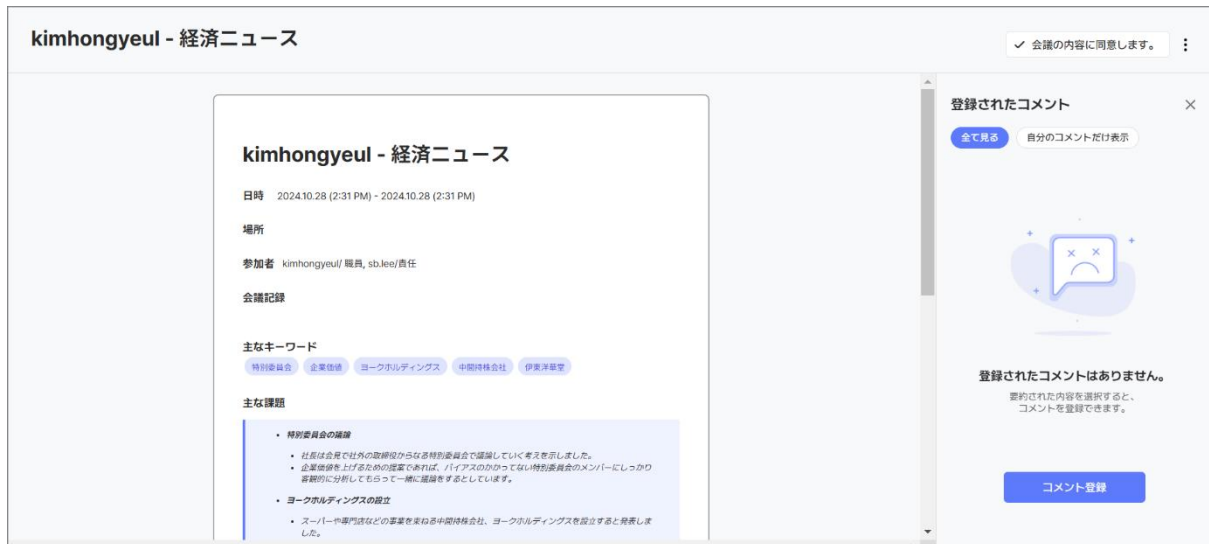 kimhongyeul - 経済ニュース
会議の内容に同意します。
kimhongyeul - 経済ニュース
日時 2024.10.28 (2:31 PM) - 2024.10.28 (2:31 PM)
場所
参加者 kimhongyeul/ 職員, sb.lee/責任
会議記録
主なキーワード
特別委員会 企業価値 ヨークホルディングス 中間持株会社 伊東洋華堂
主な課題
• 特別委員会の議論
• 社長は会見で社外の取締役からなる特別委員会で議論していく考えを示しました。
• 企業価値を上げるための提案であれば、バイアスのかかってない特別委員会のメンバーにしっかり
客観的に分析してもらって一緒に議論をするとしています。
• ヨークホルディングスの設立
• スーパーや専門店などの事業を束ねる中間持株会社、ヨークホルディングスを設立すると発表しま
した。
登録されたコメント
全て見る 自分のコメントだけ表示
登録されたコメントはありません。
要約された内容を選択すると、
コメントを登録できます。
コメント登録